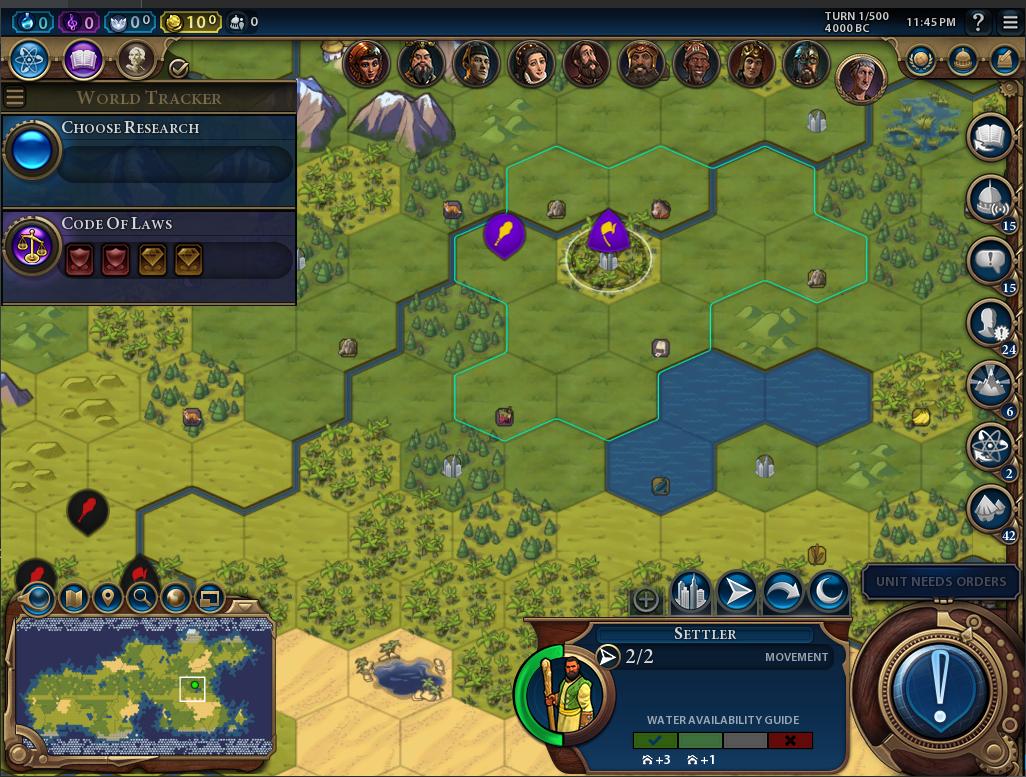 0 0 0⁰ 10⁰ 0
TURN 1/500
4000 BC
11:45 PM
?
WORLD TRACKER
CHOOSE RESEARCH
CODE OF LAWS
15
15
24
6
2
42
UNIT NEEDS ORDERS
SETTLER
2/2 MOVEMENT
WATER AVAILABILITY GUIDE
+3 +1